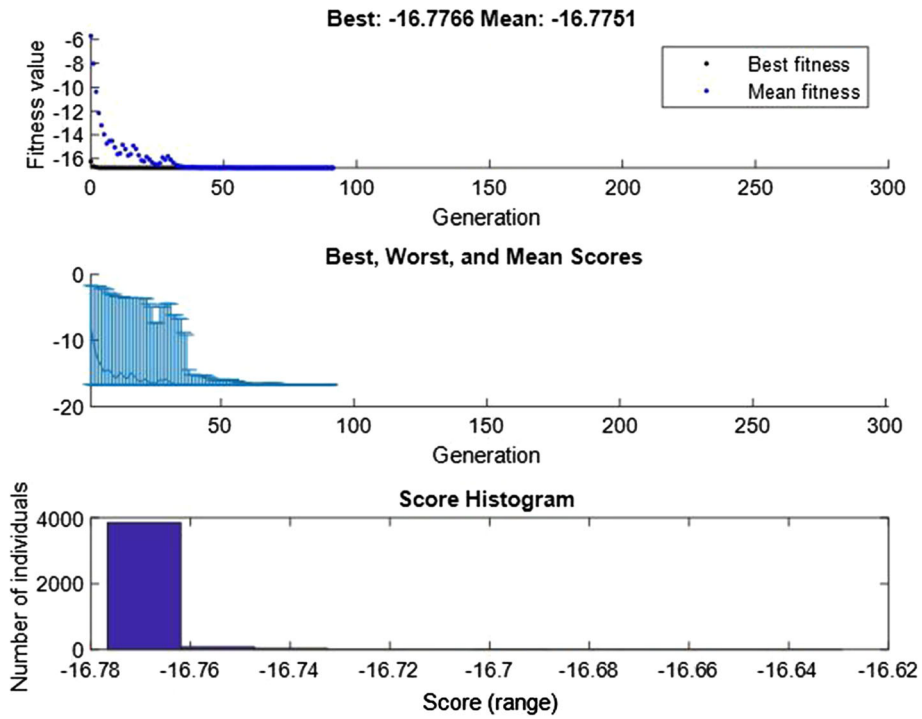 Best: -16.7766 Mean: -16.7751
Fitness value
-6
-8
-10
-12
-14
-16
Best fitness
Mean fitness
0 50 100 150 200 250 300
Generation
Best, Worst, and Mean Scores
0
-10
-20
50 100 150 200 250 300
Generation
Score Histogram
Number of individuals
4000
2000
0
-16.78 -16.76 -16.74 -16.72 -16.7 -16.68 -16.66 -16.64 -16.62
Score (range)